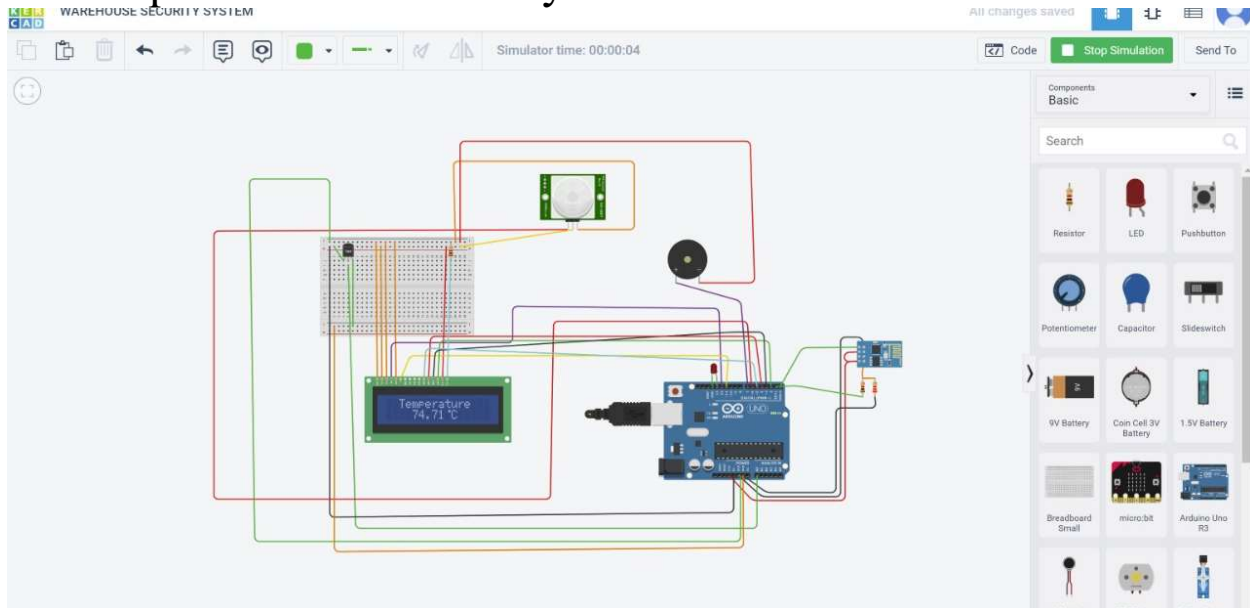 WAREHOUSE SECURITY SYSTEM
All changes saved
Simulator time: 00:00:04
Code
Stop Simulation
Send To
Components
Basic
Search
Resistor
LED
Pushbutton
Potentiometer
Capacitor
Slideswitch
9V Battery
Coin Cell 3V
Battery
1.5V Battery
Breadboard
Small
micro:bit
Arduino Uno
R3
Temperature
74.71 °C
UNO